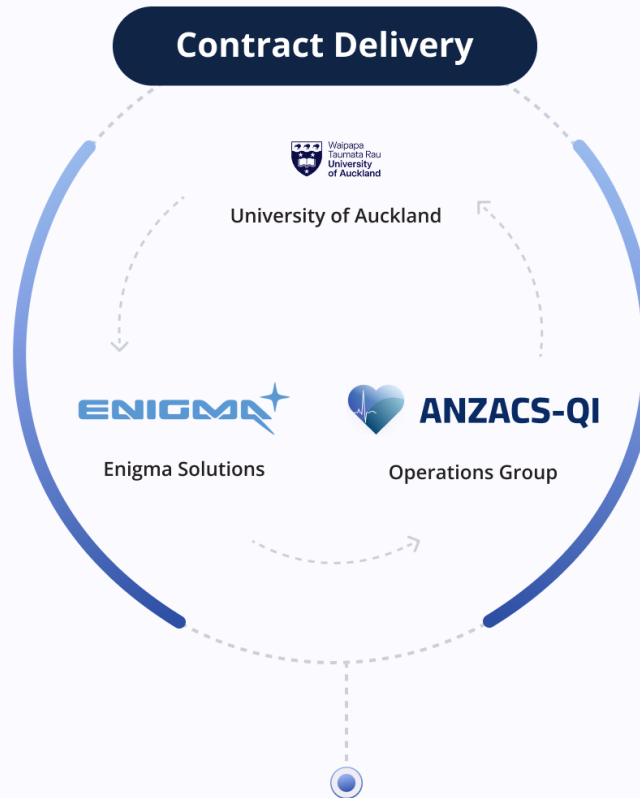 Contract Delivery
Waipapa
Taumata Rau
University
of Auckland
University of Auckland
ENIGMA
ANZACS-QI
Enigma Solutions
Operations Group